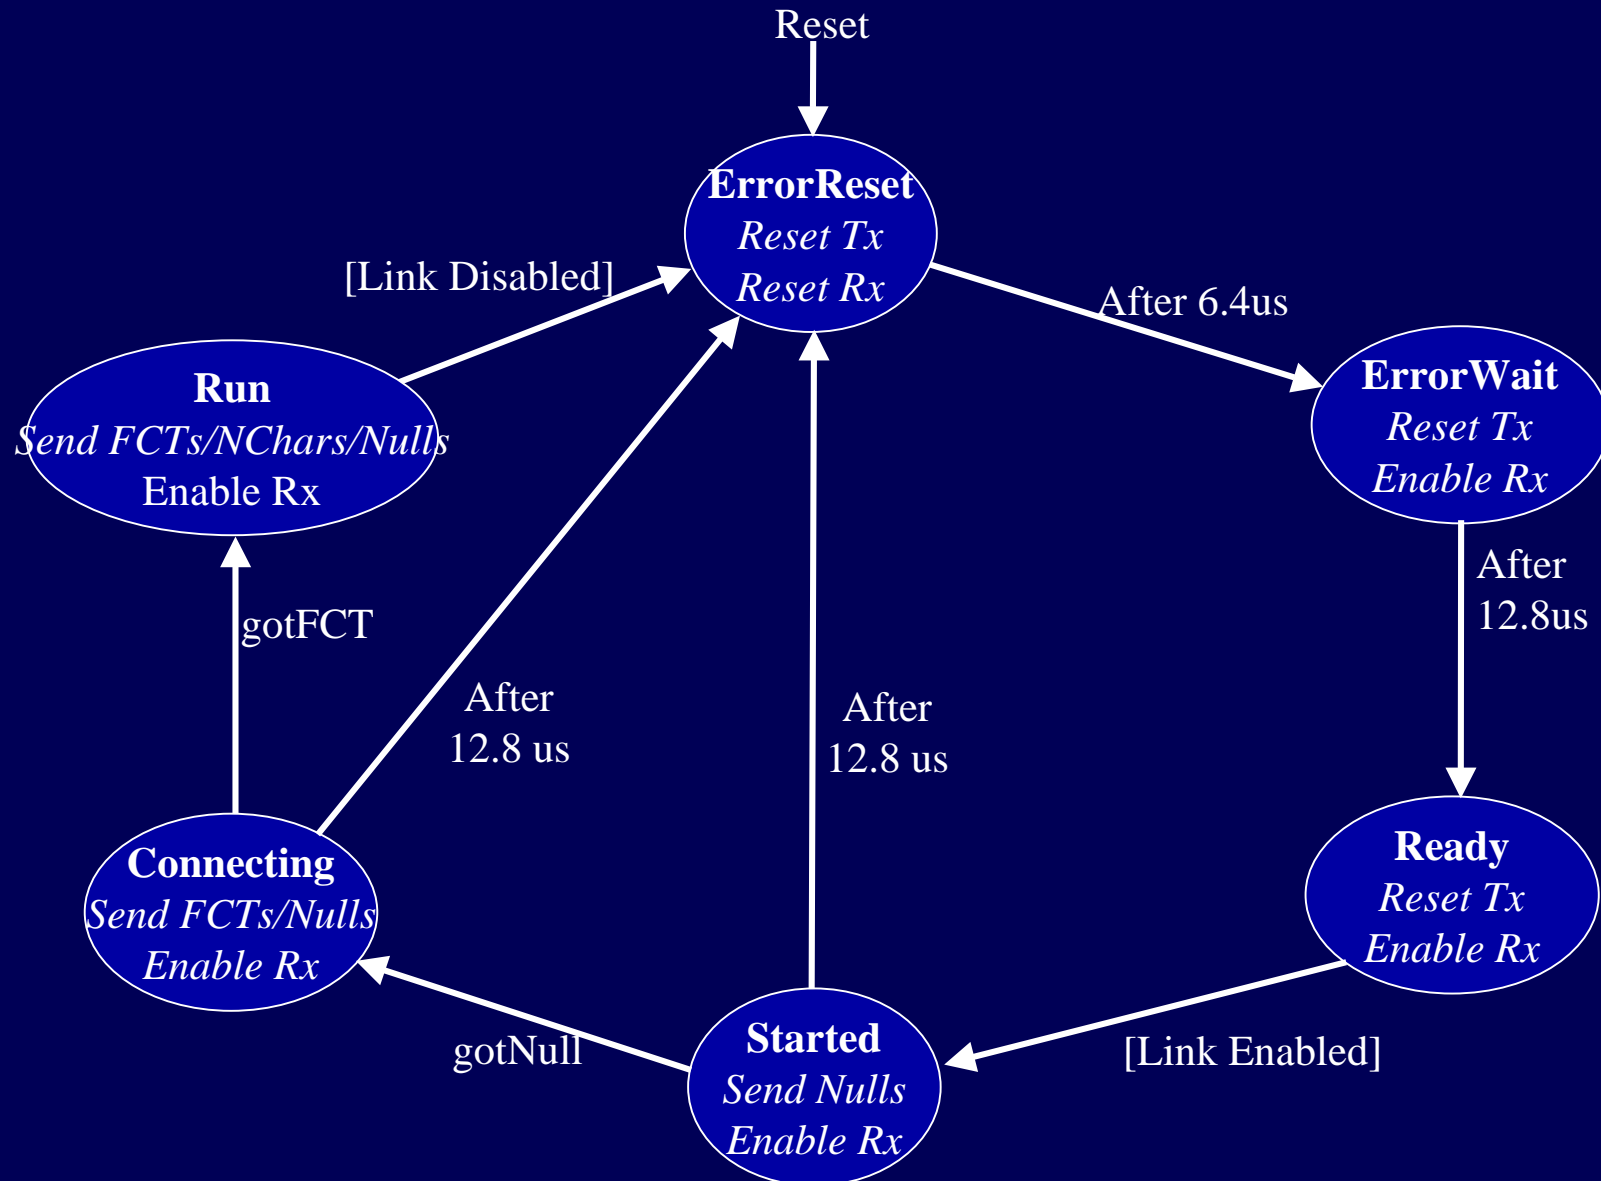 Reset
ErrorReset
Reset Tx
Reset Rx
[Link Disabled]
After 6.4us
Run
Send FCTs/NChars/Nulls
Enable Rx
ErrorWait
Reset Tx
Enable Rx
After
12.8us
gotFCT
After
12.8 us
After
12.8 us
Connecting
Send FCTs/Nulls
Enable Rx
Ready
Reset Tx
Enable Rx
gotNull
Started
Send Nulls
Enable Rx
[Link Enabled]